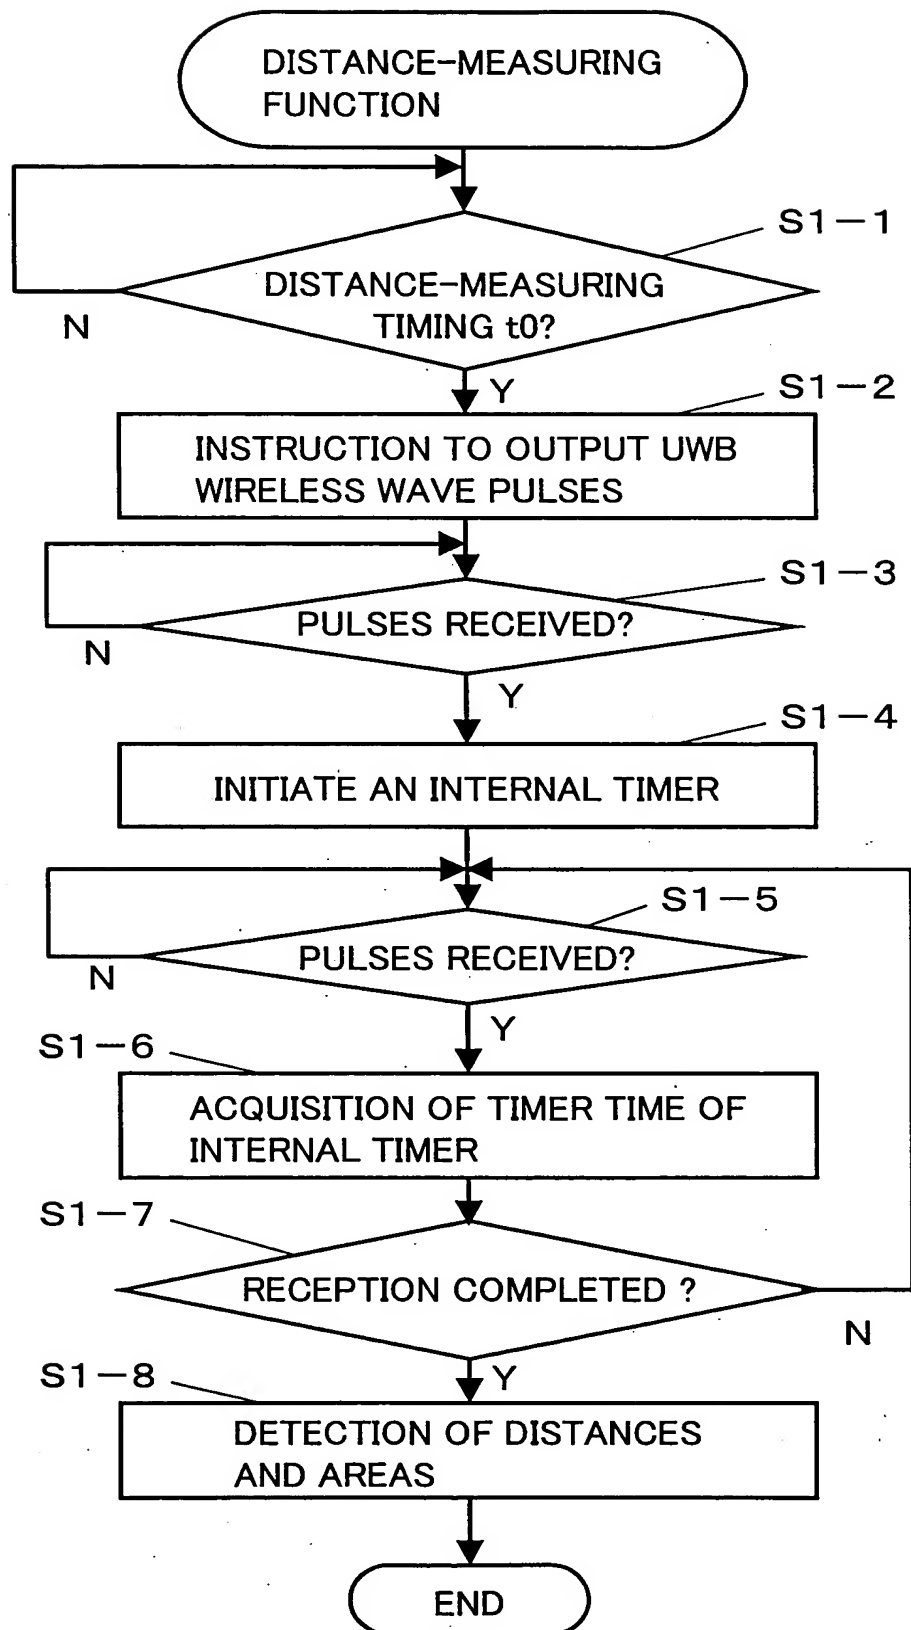 DISTANCE-MEASURING
FUNCTION
S1-1
DISTANCE-MEASURING
TIMING t0?
N
Y
S1-2
INSTRUCTION TO OUTPUT UWB
WIRELESS WAVE PULSES
S1-3
PULSES RECEIVED?
N
Y
S1-4
INITIATE AN INTERNAL TIMER
S1-5
PULSES RECEIVED?
N
Y
S1-6
ACQUISITION OF TIMER TIME OF
INTERNAL TIMER
S1-7
RECEPTION COMPLETED ?
N
Y
S1-8
DETECTION OF DISTANCES
AND AREAS
END